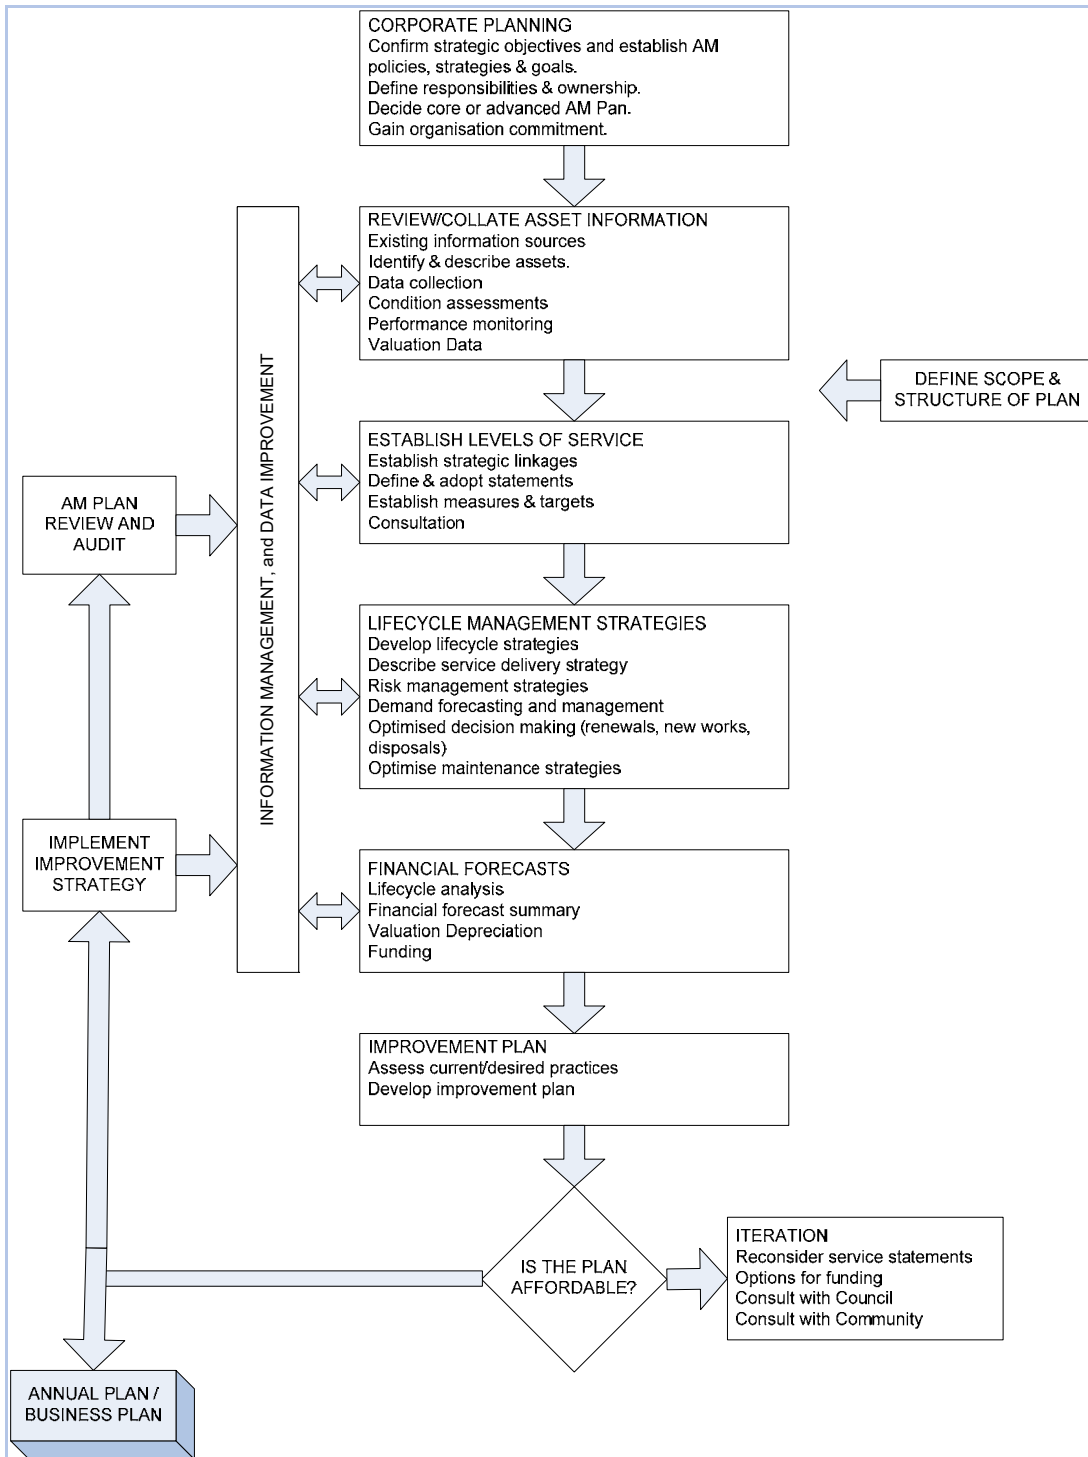 CORPORATE PLANNING
Confirm strategic objectives and establish AM
policies, strategies & goals.
Define responsibilities & ownership.
Decide core or advanced AM Pan.
Gain organisation commitment.
REVIEW/COLLATE ASSET INFORMATION
Existing information sources
Identify & describe assets.
Data collection
Condition assessments
Performance monitoring
Valuation Data
DEFINE SCOPE &
STRUCTURE OF PLAN
INFORMATION MANAGEMENT, and DATA IMPROVEMENT
ESTABLISH LEVELS OF SERVICE
Establish strategic linkages
Define & adopt statements
Establish measures & targets
Consultation
AM PLAN
REVIEW AND
AUDIT
LIFECYCLE MANAGEMENT STRATEGIES
Develop lifecycle strategies
Describe service delivery strategy
Risk management strategies
Demand forecasting and management
Optimised decision making (renewals, new works,
disposals)
Optimise maintenance strategies
IMPLEMENT
IMPROVEMENT
STRATEGY
FINANCIAL FORECASTS
Lifecycle analysis
Financial forecast summary
Valuation Depreciation
Funding
IMPROVEMENT PLAN
Assess current/desired practices
Develop improvement plan
IS THE PLAN
AFFORDABLE?
ITERATION
Reconsider service statements
Options for funding
Consult with Council
Consult with Community
ANNUAL PLAN /
BUSINESS PLAN